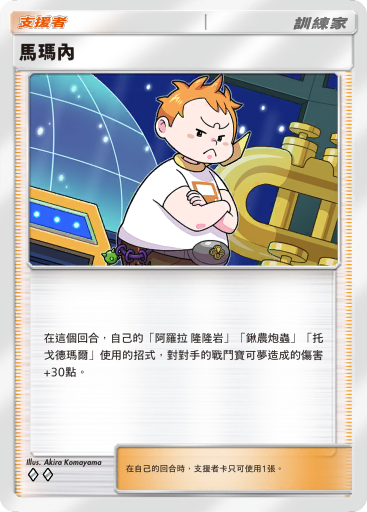 支援者
訓練家
馬瑪內
在這個回合,自己的「阿羅拉 隆隆岩」「鍬農炮蟲」「托
戈德瑪爾」使用的招式,對對手的戰鬥寶可夢造成的傷害
+30點。
Illus. Akira Komayama
在自己的回合時,支援者卡只可使用1張。